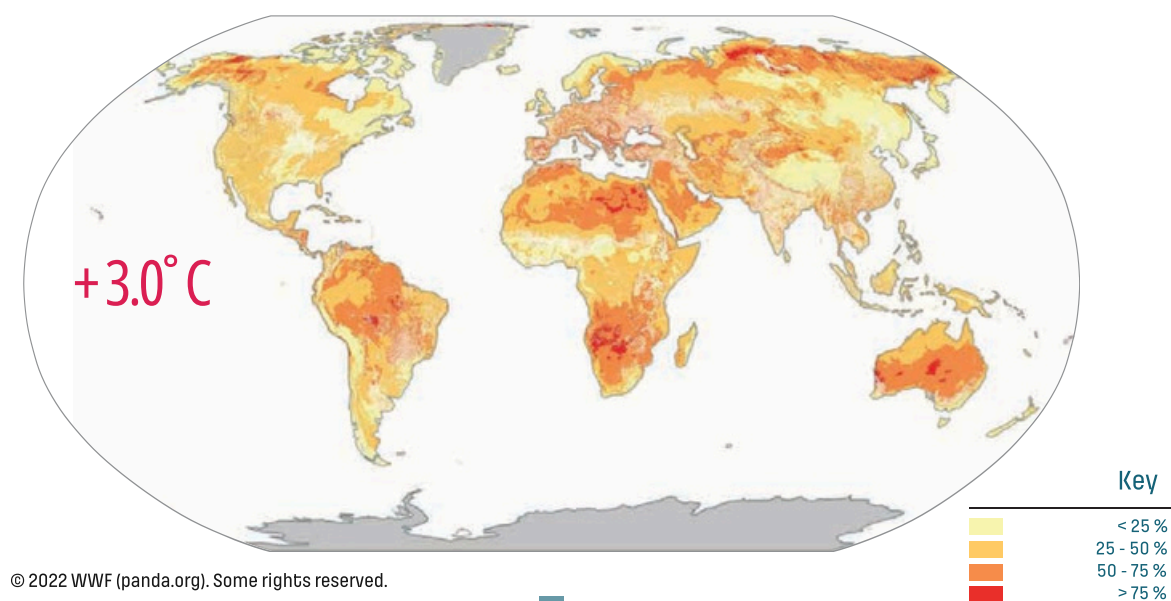 +3.0° C
Key
< 25 %
25 - 50 %
50 - 75 %
> 75 %
© 2022 WWF (panda.org). Some rights reserved.